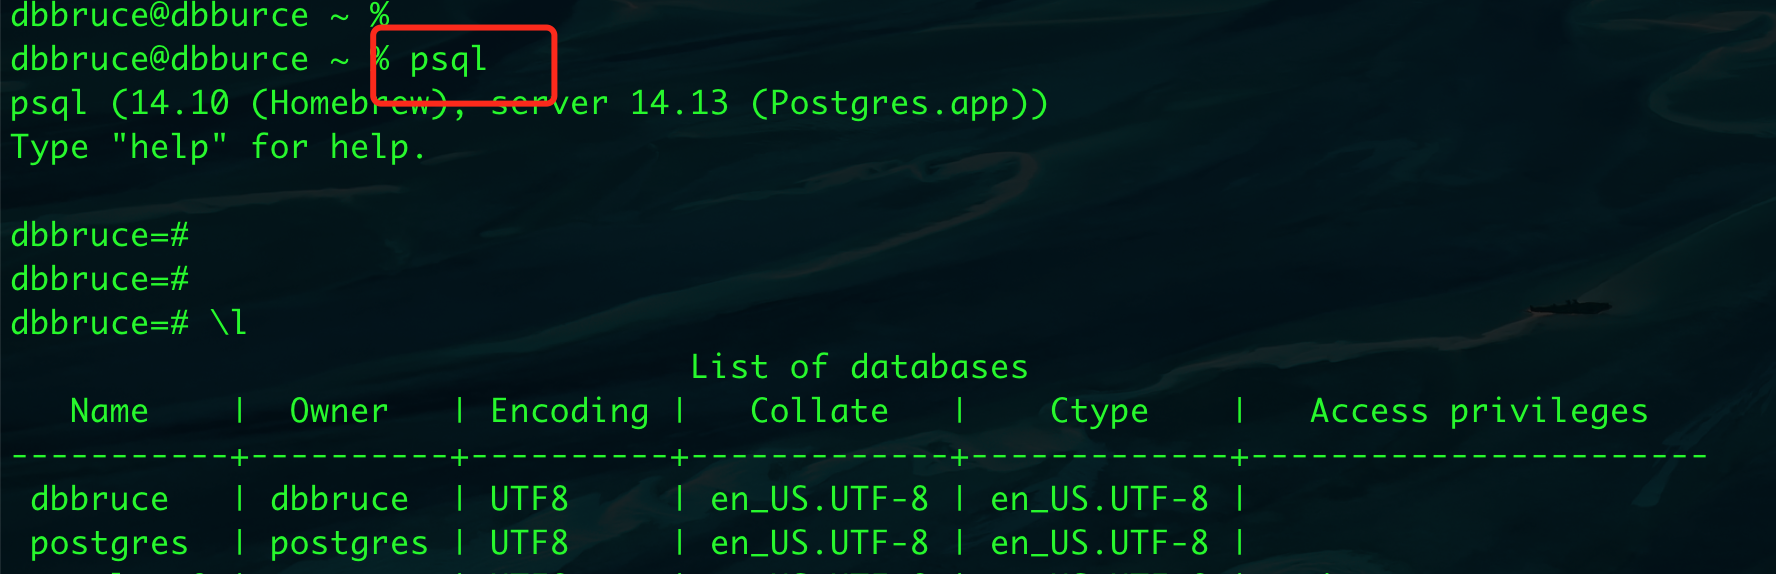 dbbruce@dbburce ~ %
dbbruce@dbburce ~ % psql
psql (14.10 (Homebrew), server 14.13 (Postgres.app))
Type "help" for help.
dbbruce=#
dbbruce=#
dbbruce=# \l
List of databases
Name | Owner | Encoding | Collate | Ctype | Access privileges
-----------+----------+----------+-------------+-------------+-----------------------
dbbruce | dbbruce | UTF8 | en_US.UTF-8 | en_US.UTF-8 |
postgres | postgres | UTF8 | en_US.UTF-8 | en_US.UTF-8 |